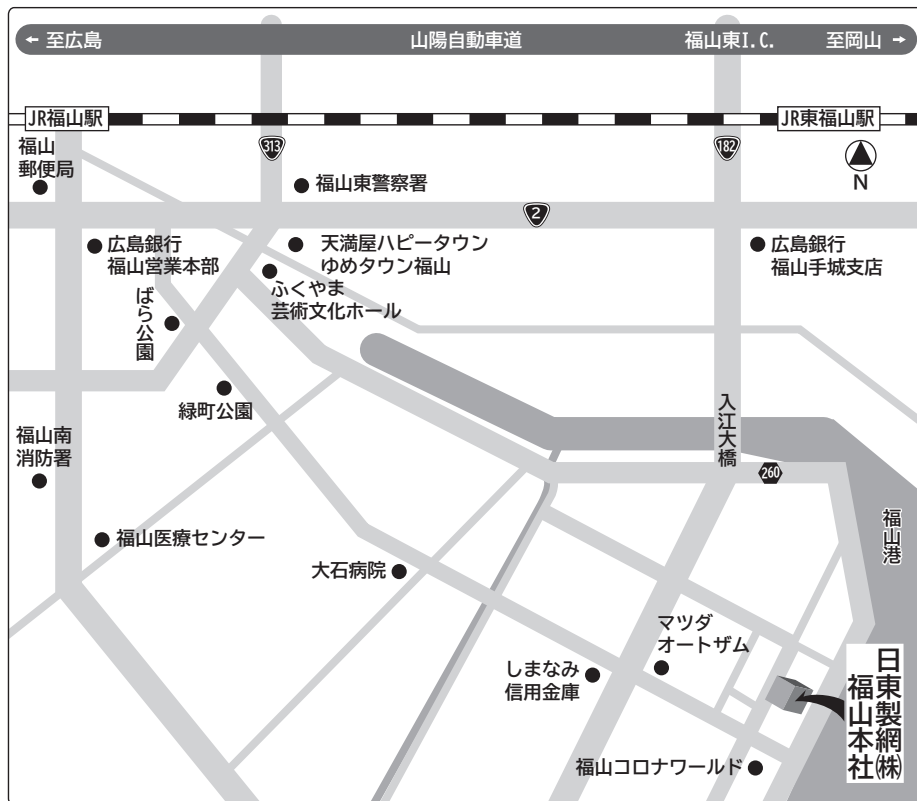 ← 至広島
山陽自動車道
福山東I.C.
至岡山 →
JR福山駅
JR東福山駅
福山
郵便局
313
182
N
福山東警察署
2
広島銀行
福山営業本部
天満屋ハピータウン
ゆめタウン福山
広島銀行
福山手城支店
ふくやま
芸術文化ホール
ばら公園
緑町公園
入江大橋
福山南
消防署
260
福山港
福山医療センター
大石病院
マツダ
オートザム
しまなみ
信用金庫
日東製網㈱
福山本社
福山コロナワールド